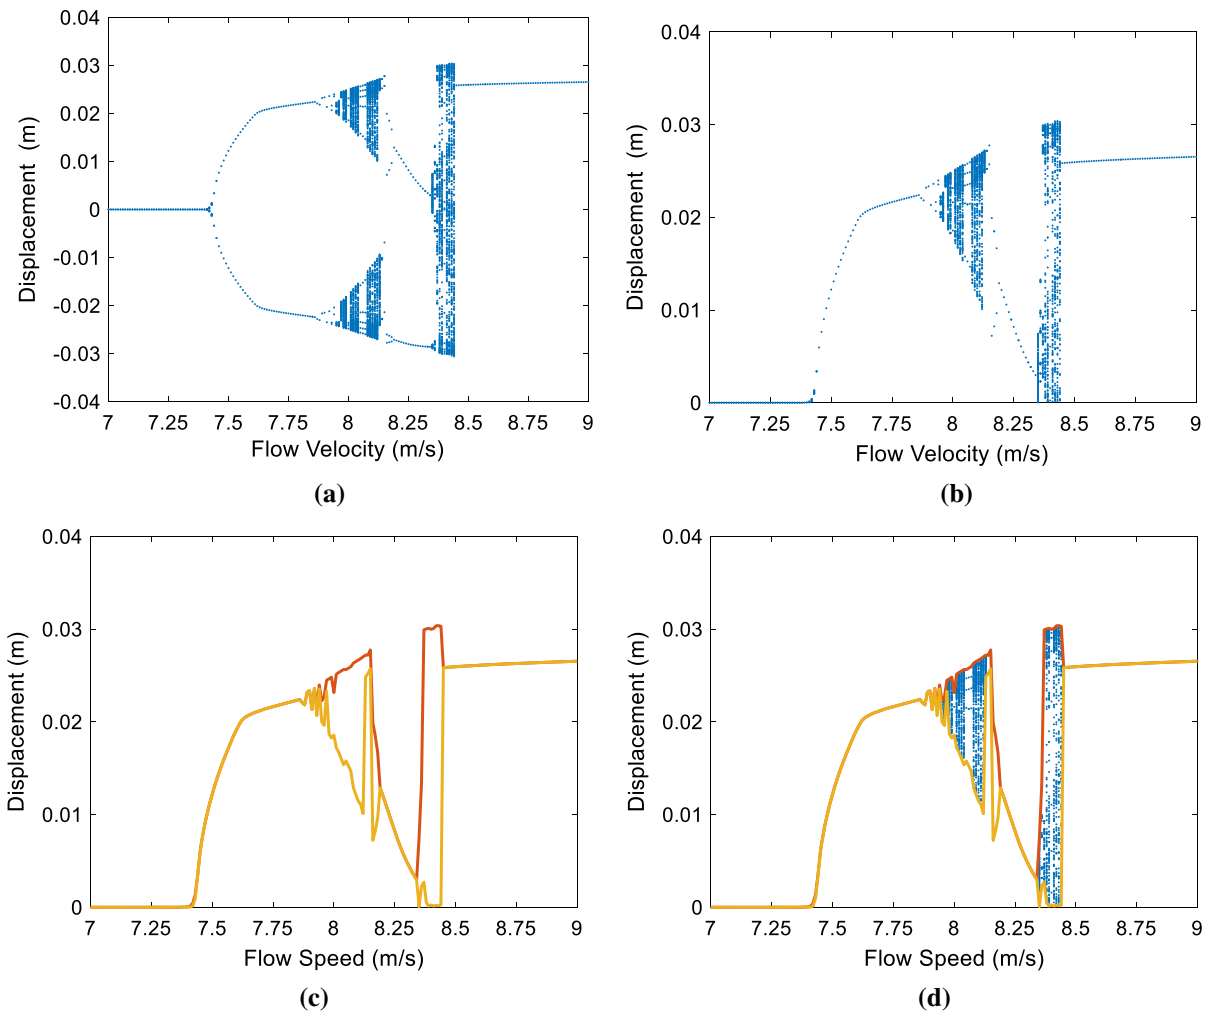 0.04
0.03
0.02
0.01
0
-0.01
-0.02
-0.03
-0.04
Displacement (m)
7 7.25 7.5 7.75 8 8.25 8.5 8.75 9
Flow Velocity (m/s)
(a)
0.04
0.03
0.02
0.01
0
Displacement (m)
7 7.25 7.5 7.75 8 8.25 8.5 8.75 9
Flow Velocity (m/s)
(b)
0.04
0.03
0.02
0.01
0
Displacement (m)
7 7.25 7.5 7.75 8 8.25 8.5 8.75 9
Flow Speed (m/s)
(c)
0.04
0.03
0.02
0.01
0
Displacement (m)
7 7.25 7.5 7.75 8 8.25 8.5 8.75 9
Flow Speed (m/s)
(d)